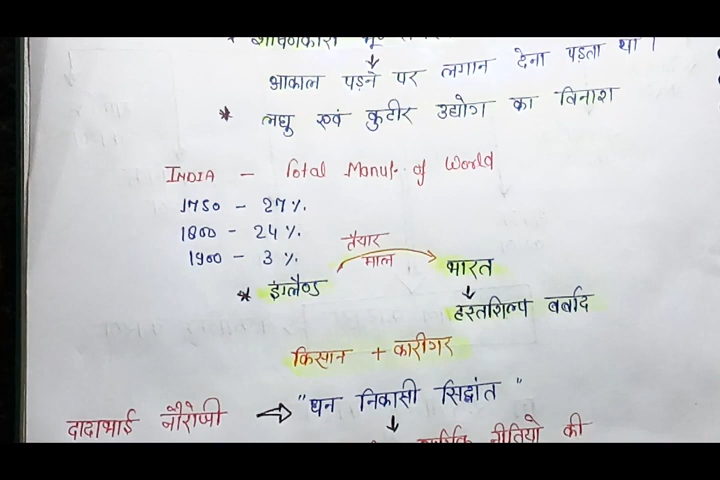 लगान देना पड़ता था।
आकाल पड़ने पर
* लघु एवं कुटीर उद्योग का विनाश
INDIA – Total Manuf. of World
1750 – 27%.
1800 – 24%.
1900 – 3%.
तैयार
माल
* इंग्लैण्ड
भारत
हस्तशिल्प बर्बाद
किसान + कारीगर
दादाभाई नौरोजी ⇒ "धन निकासी सिद्धांत"
नीतियो की